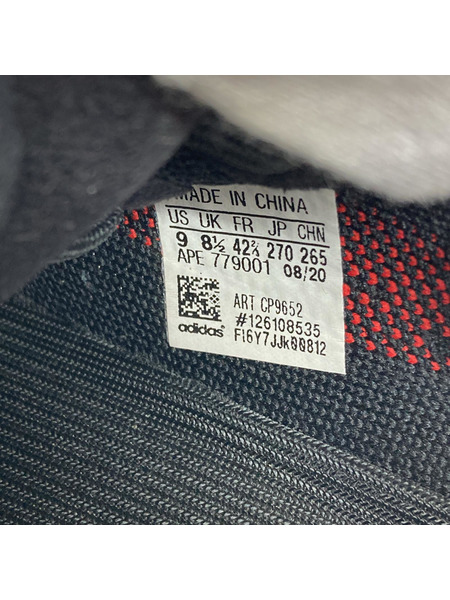 MADE IN CHINA
US UK FR JP CHN
9 8½ 42⅔ 270 265
APE 779001 08/20
ART CP9652
adidas #126108535
Fi6Y7JJk00812